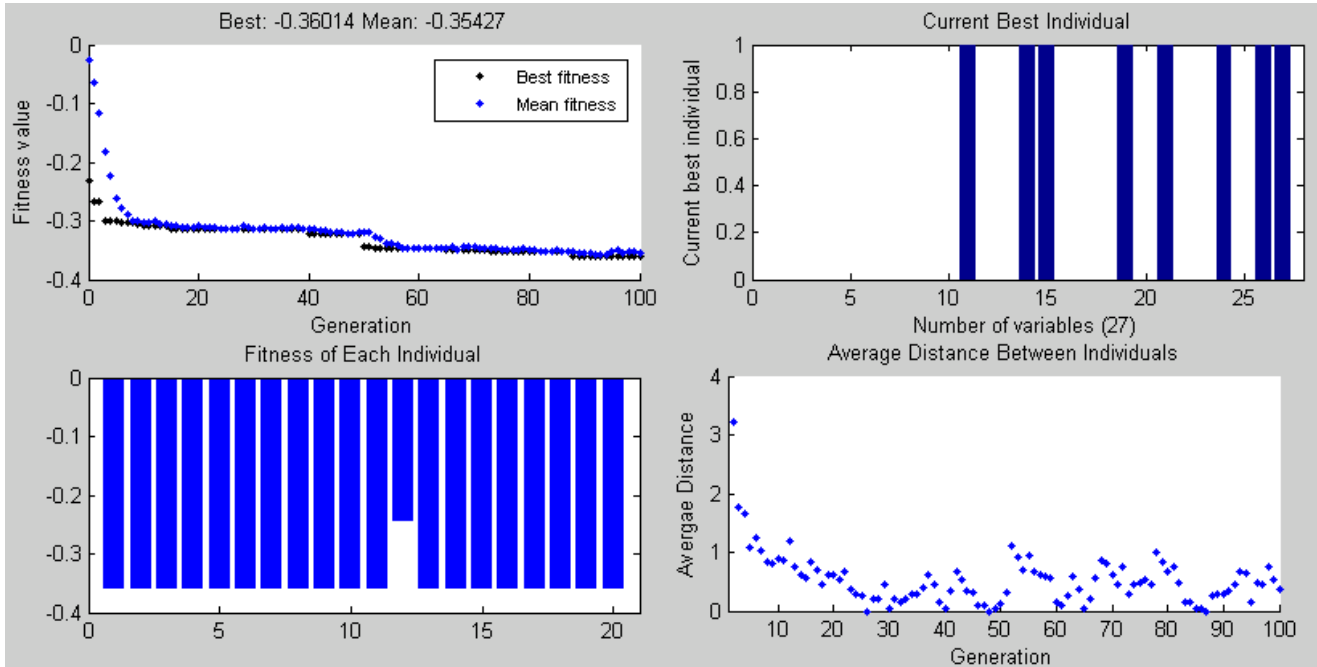 Best: -0.36014 Mean: -0.35427
0
-0.1
-0.2
-0.3
-0.4
Fitness value
Best fitness
Mean fitness
0 20 40 60 80 100
Generation
Current Best Individual
1
0.8
0.6
0.4
0.2
0
Current best individual
0 5 10 15 20 25
Number of variables (27)
Fitness of Each Individual
0
-0.1
-0.2
-0.3
-0.4
0 5 10 15 20
Average Distance Between Individuals
4
3
2
1
0
Avergae Distance
10 20 30 40 50 60 70 80 90 100
Generation